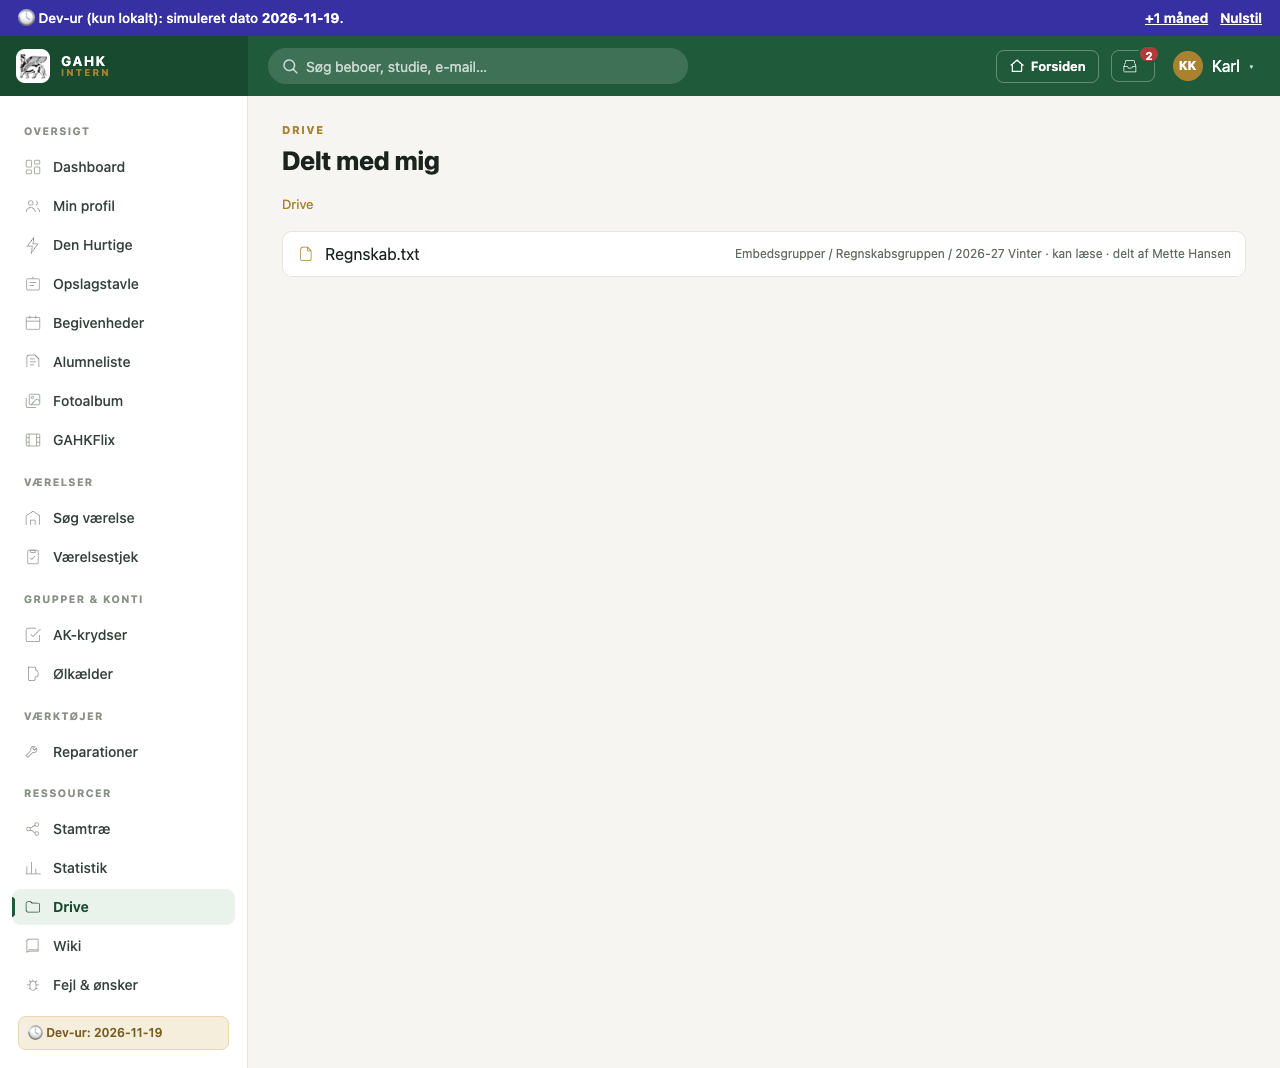 Dev-ur (kun lokalt): simuleret dato 2026-11-19.
+1 måned Nulstil
GAHK
INTERN
Søg beboer, studie, e-mail...
Forsiden
2
KK
Karl
OVERSIGT
Dashboard
Min profil
Den Hurtige
Opslagstavle
Begivenheder
Alumneliste
Fotoalbum
GAHKFlix
VÆRELSER
Søg værelse
Værelsestjek
GRUPPER & KONTI
AK-krydser
Ølkælder
VÆRKTØJER
Reparationer
RESSOURCER
Stamtræ
Statistik
Drive
Wiki
Fejl & ønsker
Dev-ur: 2026-11-19
DRIVE
Delt med mig
Drive
Regnskab.txt
Embedsgrupper / Regnskabsgruppen / 2026-27 Vinter · kan læse · delt af Mette Hansen